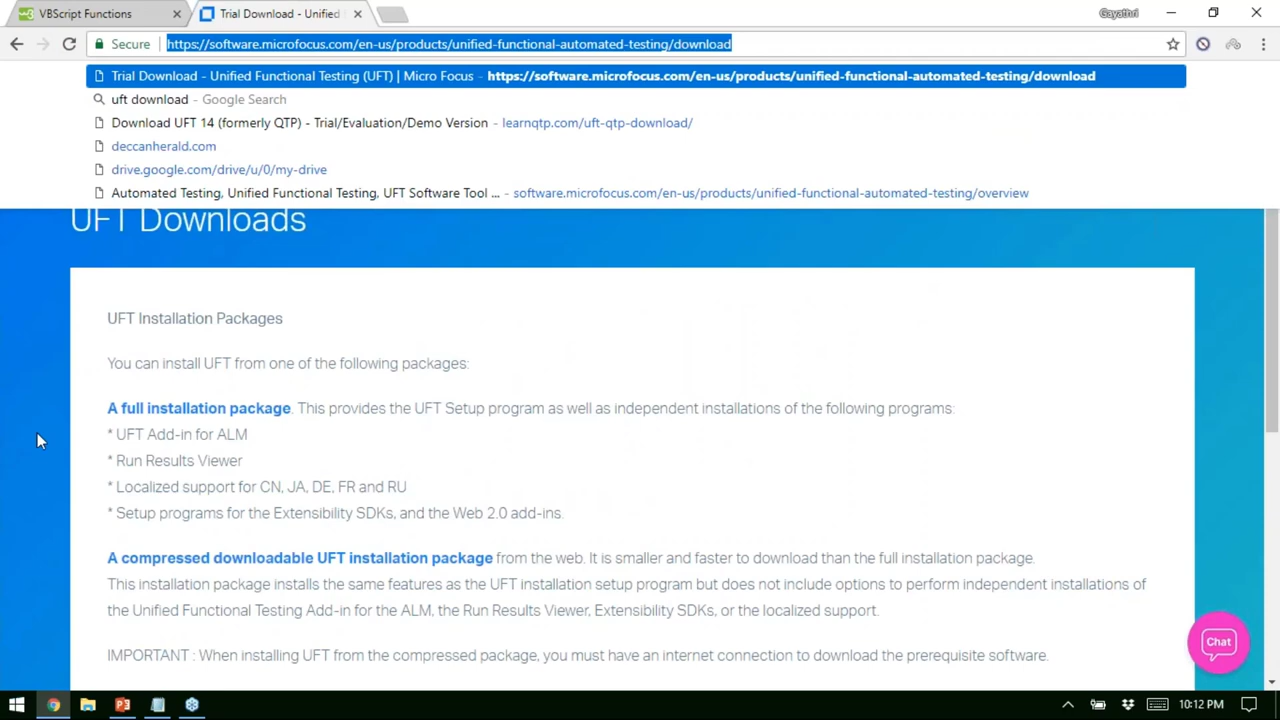 VBScript Functions
Trial Download - Unified
Gayathri
Secure
https://software.microfocus.com/en-us/products/unified-functional-automated-testing/download
Trial Download - Unified Functional Testing (UFT) | Micro Focus - https://software.microfocus.com/en-us/products/unified-functional-automated-testing/download
uft download - Google Search
Download UFT 14 (formerly QTP) - Trial/Evaluation/Demo Version - learnqtp.com/uft-qtp-download/
deccanherald.com
drive.google.com/drive/u/0/my-drive
Automated Testing, Unified Functional Testing, UFT Software Tool ... - software.microfocus.com/en-us/products/unified-functional-automated-testing/overview
UFT Downloads
UFT Installation Packages
You can install UFT from one of the following packages:
A full installation package. This provides the UFT Setup program as well as independent installations of the following programs:
* UFT Add-in for ALM
* Run Results Viewer
* Localized support for CN, JA, DE, FR and RU
* Setup programs for the Extensibility SDKs, and the Web 2.0 add-ins.
A compressed downloadable UFT installation package from the web. It is smaller and faster to download than the full installation package.
This installation package installs the same features as the UFT installation setup program but does not include options to perform independent installations of
the Unified Functional Testing Add-in for the ALM, the Run Results Viewer, Extensibility SDKs, or the localized support.
IMPORTANT : When installing UFT from the compressed package, you must have an internet connection to download the prerequisite software.
Chat
10:12 PM